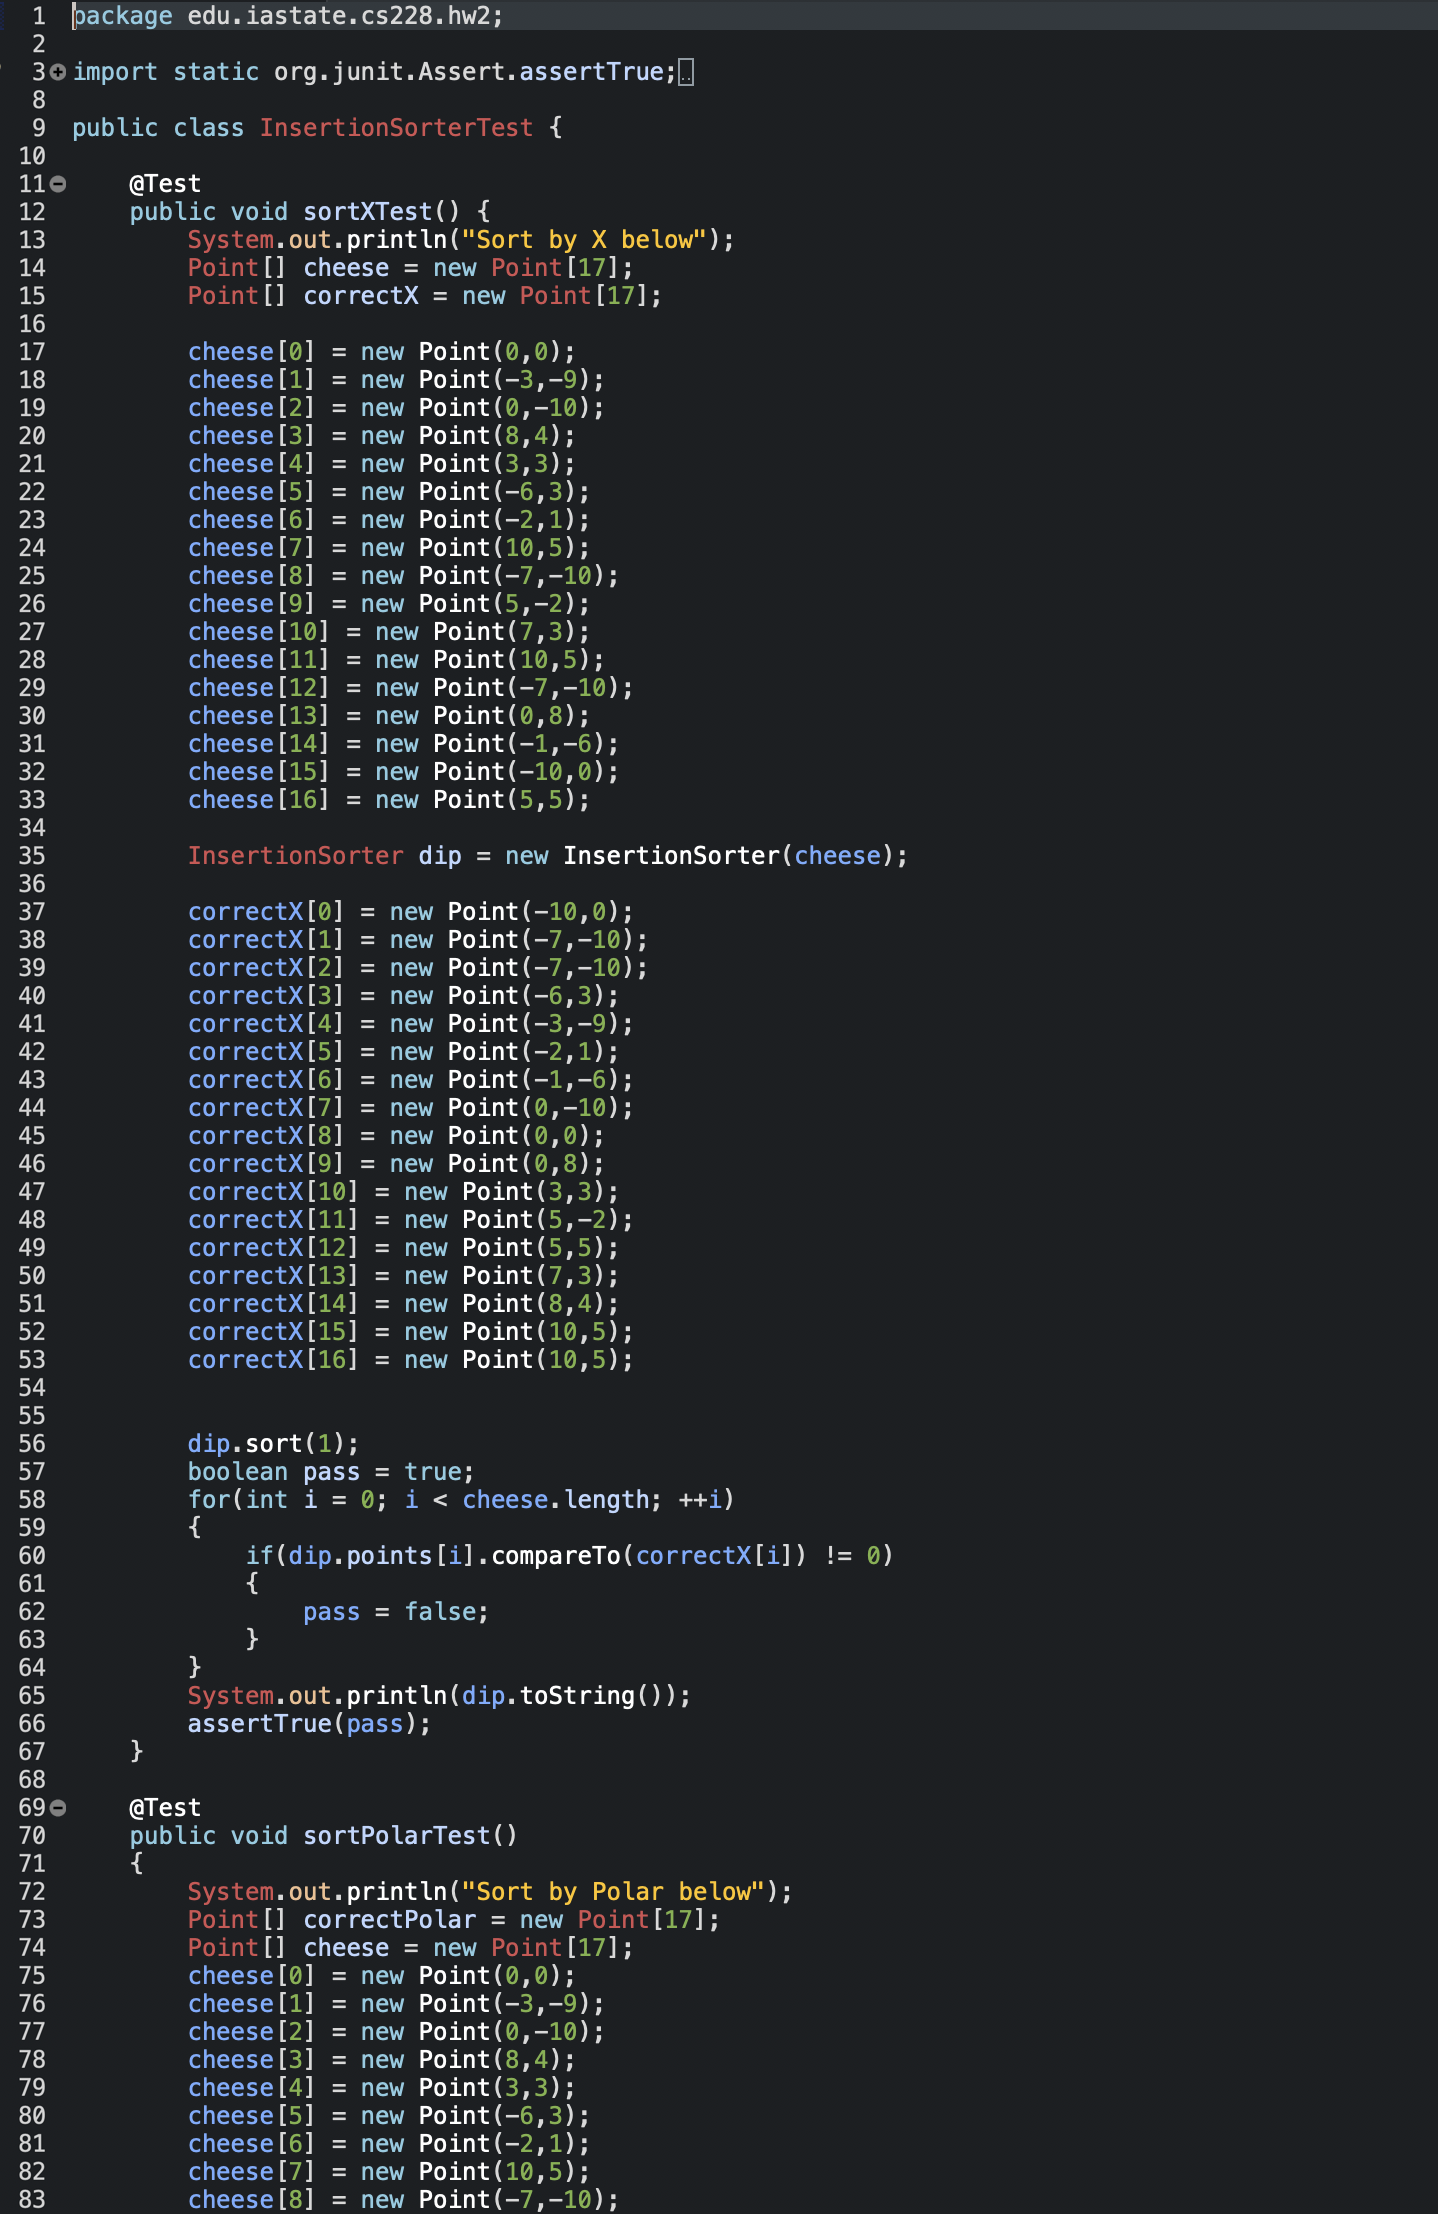 1 package edu.iastate.cs228.hw2;
2
3 import static org.junit.Assert.assertTrue;
8
9 public class InsertionSorterTest {
10
11 @Test
12 public void sortXTest() {
13 System.out.println("Sort by X below");
14 Point[] cheese = new Point[17];
15 Point[] correctX = new Point[17];
16
17 cheese[0] = new Point(0,0);
18 cheese[1] = new Point(-3,-9);
19 cheese[2] = new Point(0,-10);
20 cheese[3] = new Point(8,4);
21 cheese[4] = new Point(3,3);
22 cheese[5] = new Point(-6,3);
23 cheese[6] = new Point(-2,1);
24 cheese[7] = new Point(10,5);
25 cheese[8] = new Point(-7,-10);
26 cheese[9] = new Point(5,-2);
27 cheese[10] = new Point(7,3);
28 cheese[11] = new Point(10,5);
29 cheese[12] = new Point(-7,-10);
30 cheese[13] = new Point(0,8);
31 cheese[14] = new Point(-1,-6);
32 cheese[15] = new Point(-10,0);
33 cheese[16] = new Point(5,5);
34
35 InsertionSorter dip = new InsertionSorter(cheese);
36
37 correctX[0] = new Point(-10,0);
38 correctX[1] = new Point(-7,-10);
39 correctX[2] = new Point(-7,-10);
40 correctX[3] = new Point(-6,3);
41 correctX[4] = new Point(-3,-9);
42 correctX[5] = new Point(-2,1);
43 correctX[6] = new Point(-1,-6);
44 correctX[7] = new Point(0,-10);
45 correctX[8] = new Point(0,0);
46 correctX[9] = new Point(0,8);
47 correctX[10] = new Point(3,3);
48 correctX[11] = new Point(5,-2);
49 correctX[12] = new Point(5,5);
50 correctX[13] = new Point(7,3);
51 correctX[14] = new Point(8,4);
52 correctX[15] = new Point(10,5);
53 correctX[16] = new Point(10,5);
54
55
56 dip.sort(1);
57 boolean pass = true;
58 for(int i = 0; i < cheese.length; ++i)
59 {
60 if(dip.points[i].compareTo(correctX[i]) != 0)
61 {
62 pass = false;
63 }
64 }
65 System.out.println(dip.toString());
66 assertTrue(pass);
67 }
68
69 @Test
70 public void sortPolarTest()
71 {
72 System.out.println("Sort by Polar below");
73 Point[] correctPolar = new Point[17];
74 Point[] cheese = new Point[17];
75 cheese[0] = new Point(0,0);
76 cheese[1] = new Point(-3,-9);
77 cheese[2] = new Point(0,-10);
78 cheese[3] = new Point(8,4);
79 cheese[4] = new Point(3,3);
80 cheese[5] = new Point(-6,3);
81 cheese[6] = new Point(-2,1);
82 cheese[7] = new Point(10,5);
83 cheese[8] = new Point(-7,-10);